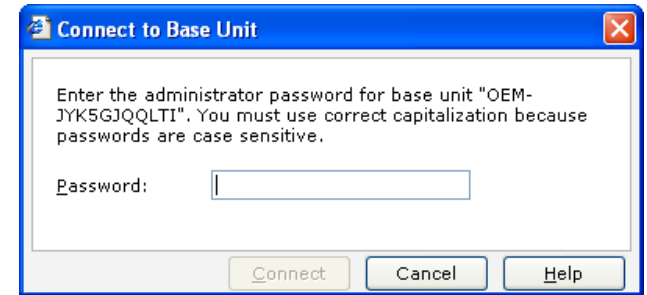 Connect to Base Unit
Enter the administrator password for base unit "OEM-
JYK5GJQQLTI". You must use correct capitalization because
passwords are case sensitive.
Password:
Connect Cancel Help